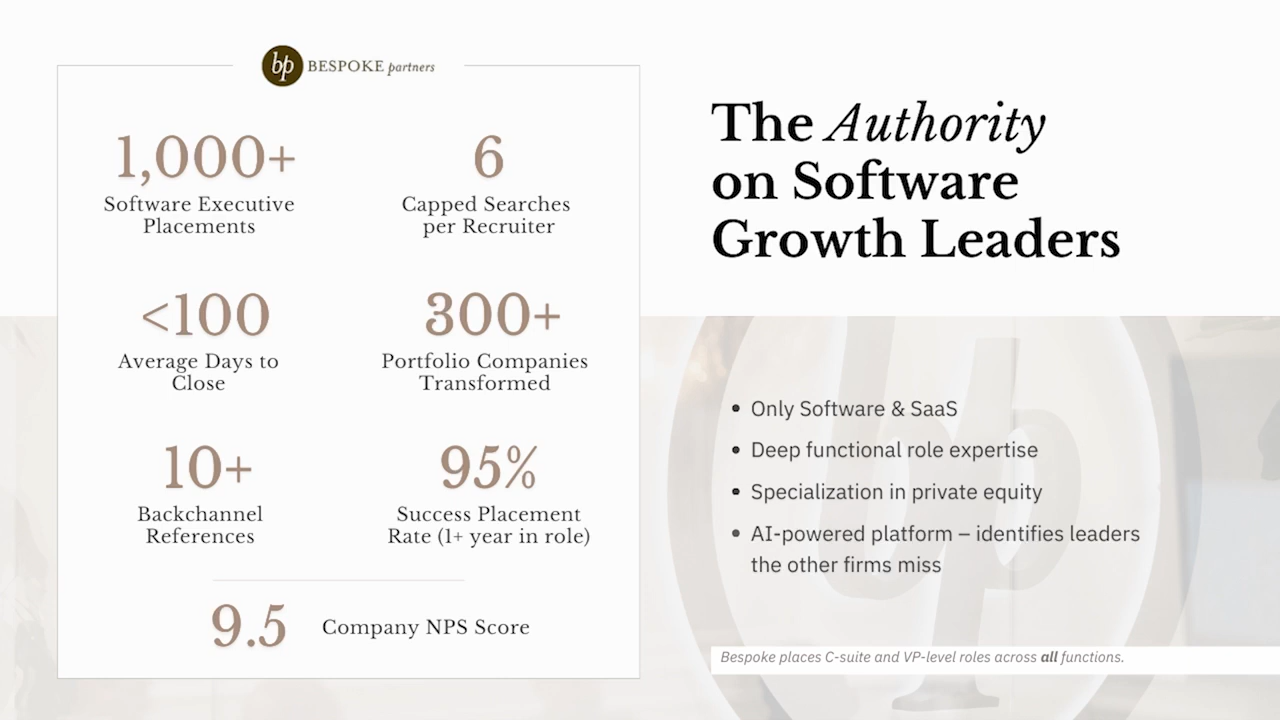 bp BESPOKE partners
1,000+
Software Executive
Placements
6
Capped Searches
per Recruiter
<100
Average Days to
Close
300+
Portfolio Companies
Transformed
10+
Backchannel
References
95%
Success Placement
Rate (1+ year in role)
9.5
Company NPS Score
The Authority
on Software
Growth Leaders
• Only Software & SaaS
• Deep functional role expertise
• Specialization in private equity
• AI-powered platform – identifies leaders
the other firms miss
Bespoke places C-suite and VP-level roles across all functions.
bp